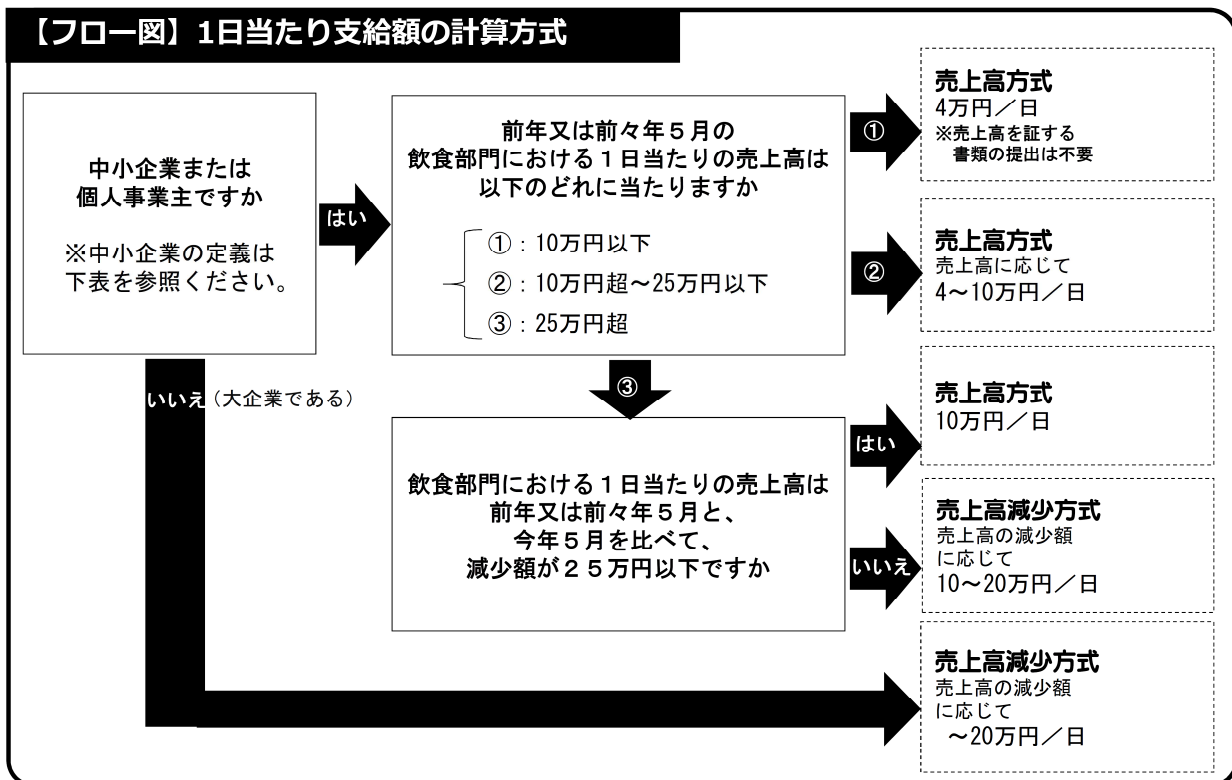 【フロー図】1日当たり支給額の計算方式
中小企業または
個人事業主ですか
※中小企業の定義は
下表を参照ください。
はい
前年又は前々年５月の
飲食部門における１日当たりの売上高は
以下のどれに当たりますか
①：10万円以下
②：10万円超～25万円以下
③：25万円超
①
売上高方式
4万円／日
※売上高を証する
書類の提出は不要
②
売上高方式
売上高に応じて
4～10万円／日
③
いいえ（大企業である）
飲食部門における１日当たりの売上高は
前年又は前々年５月と、
今年５月を比べて、
減少額が２５万円以下ですか
はい
売上高方式
10万円／日
いいえ
売上高減少方式
売上高の減少額
に応じて
10～20万円／日
売上高減少方式
売上高の減少額
に応じて
～20万円／日